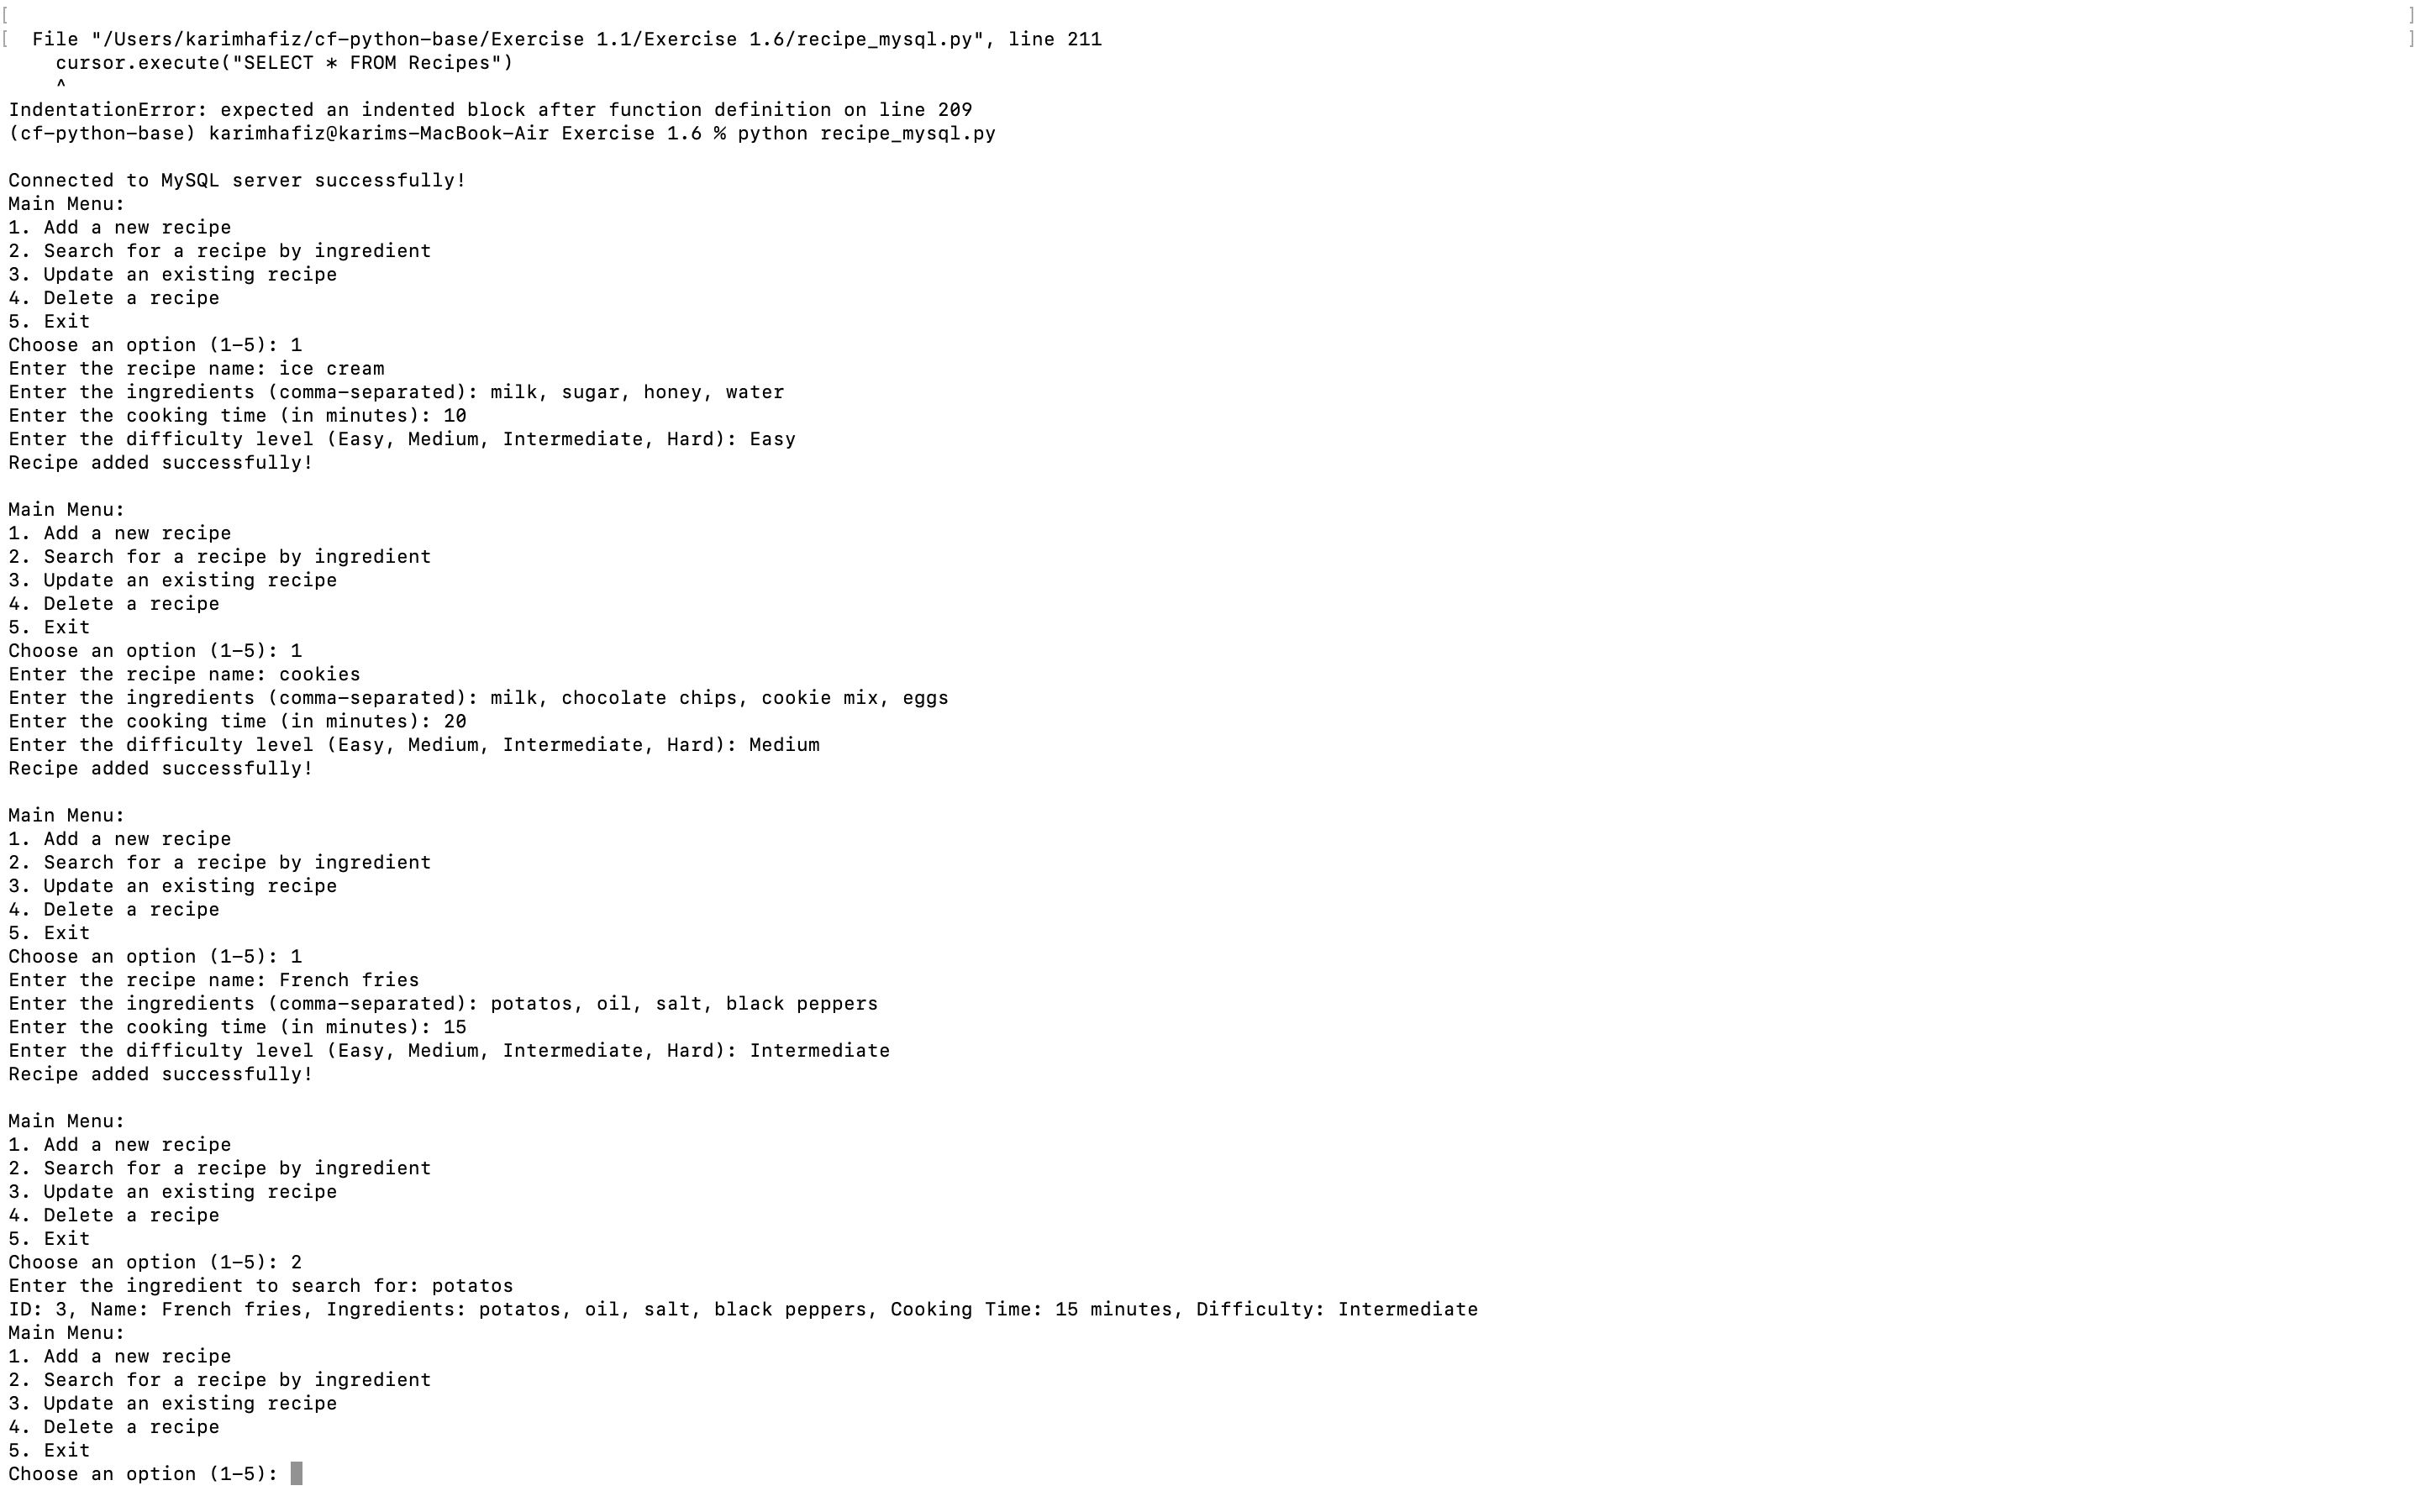 [ ]
[  File "/Users/karimhafiz/cf-python-base/Exercise 1.1/Exercise 1.6/recipe_mysql.py", line 211 ]
    cursor.execute("SELECT * FROM Recipes")
    ^
IndentationError: expected an indented block after function definition on line 209
(cf-python-base) karimhafiz@karims-MacBook-Air Exercise 1.6 % python recipe_mysql.py

Connected to MySQL server successfully!
Main Menu:
1. Add a new recipe
2. Search for a recipe by ingredient
3. Update an existing recipe
4. Delete a recipe
5. Exit
Choose an option (1-5): 1
Enter the recipe name: ice cream
Enter the ingredients (comma-separated): milk, sugar, honey, water
Enter the cooking time (in minutes): 10
Enter the difficulty level (Easy, Medium, Intermediate, Hard): Easy
Recipe added successfully!

Main Menu:
1. Add a new recipe
2. Search for a recipe by ingredient
3. Update an existing recipe
4. Delete a recipe
5. Exit
Choose an option (1-5): 1
Enter the recipe name: cookies
Enter the ingredients (comma-separated): milk, chocolate chips, cookie mix, eggs
Enter the cooking time (in minutes): 20
Enter the difficulty level (Easy, Medium, Intermediate, Hard): Medium
Recipe added successfully!

Main Menu:
1. Add a new recipe
2. Search for a recipe by ingredient
3. Update an existing recipe
4. Delete a recipe
5. Exit
Choose an option (1-5): 1
Enter the recipe name: French fries
Enter the ingredients (comma-separated): potatos, oil, salt, black peppers
Enter the cooking time (in minutes): 15
Enter the difficulty level (Easy, Medium, Intermediate, Hard): Intermediate
Recipe added successfully!

Main Menu:
1. Add a new recipe
2. Search for a recipe by ingredient
3. Update an existing recipe
4. Delete a recipe
5. Exit
Choose an option (1-5): 2
Enter the ingredient to search for: potatos
ID: 3, Name: French fries, Ingredients: potatos, oil, salt, black peppers, Cooking Time: 15 minutes, Difficulty: Intermediate
Main Menu:
1. Add a new recipe
2. Search for a recipe by ingredient
3. Update an existing recipe
4. Delete a recipe
5. Exit
Choose an option (1-5):